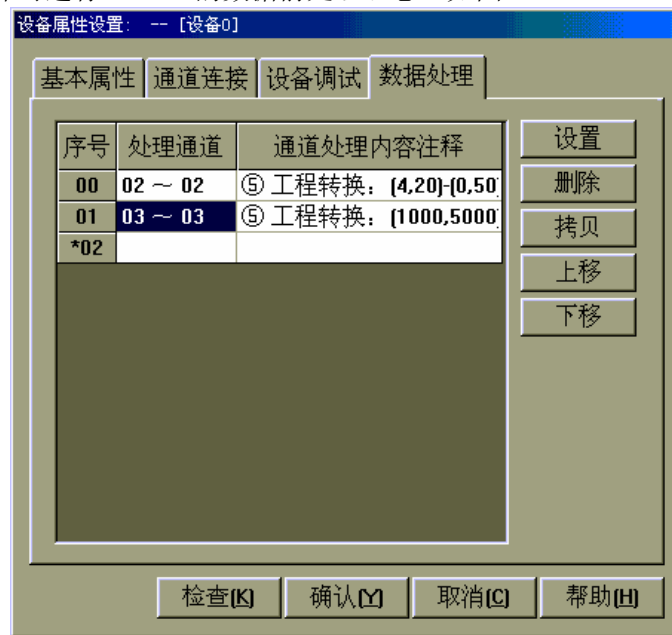 设备属性设置: -- [设备0]
基本属性 通道连接 设备调试 数据处理
序号 处理通道 通道处理内容注释
00 02 ~ 02 ⑤ 工程转换: (4,20)-(0,50
01 03 ~ 03 ⑤ 工程转换: (1000,5000
*02
设置
删除
拷贝
上移
下移
检查(K) 确认(Y) 取消(C) 帮助(H)